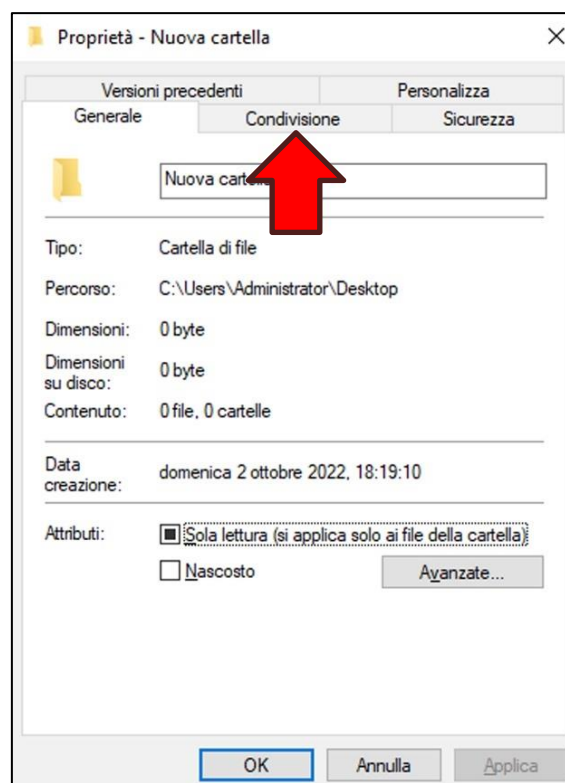 Proprietà - Nuova cartella
Versioni precedenti Personalizza
Generale Condivisione Sicurezza
Nuova cartella
Tipo: Cartella di file
Percorso: C:\Users\Administrator\Desktop
Dimensioni: 0 byte
Dimensioni su disco: 0 byte
Contenuto: 0 file, 0 cartelle
Data creazione: domenica 2 ottobre 2022, 18:19:10
Attributi: Sola lettura (si applica solo ai file della cartella)
Nascosto Avanzate...
OK Annulla Applica